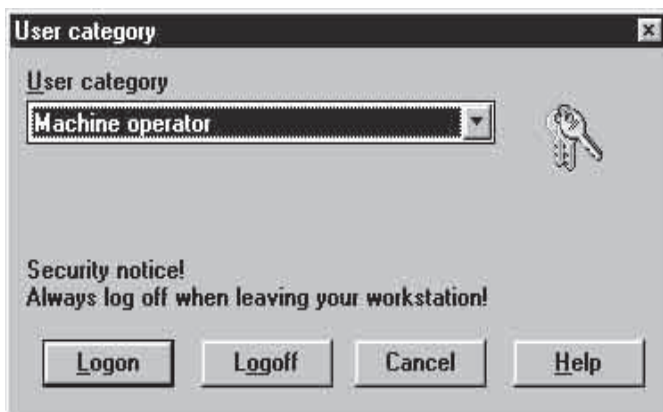 User category
User category
Machine operator
Security notice!
Always log off when leaving your workstation!
Logon Logoff Cancel Help